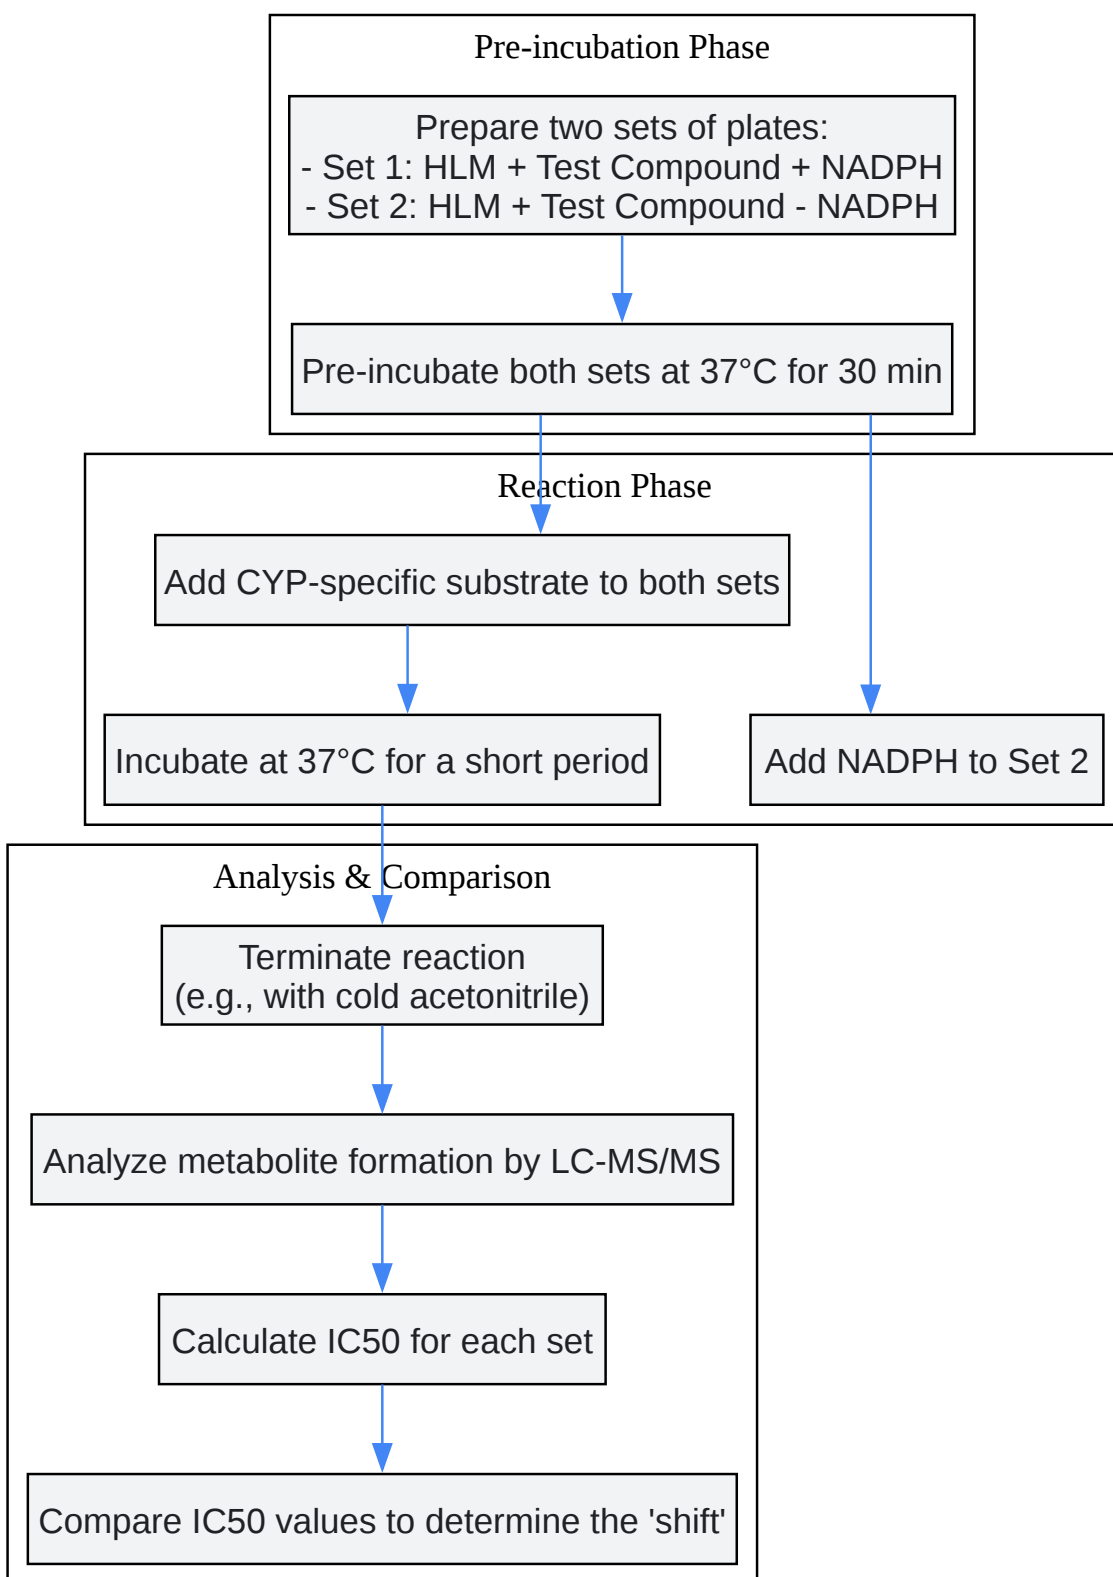 Pre-incubation Phase
Prepare two sets of plates:
- Set 1: HLM + Test Compound + NADPH
- Set 2: HLM + Test Compound - NADPH
Pre-incubate both sets at 37°C for 30 min
Reaction Phase
Add CYP-specific substrate to both sets
Incubate at 37°C for a short period
Add NADPH to Set 2
Analysis & Comparison
Terminate reaction
(e.g., with cold acetonitrile)
Analyze metabolite formation by LC-MS/MS
Calculate IC50 for each set
Compare IC50 values to determine the 'shift'